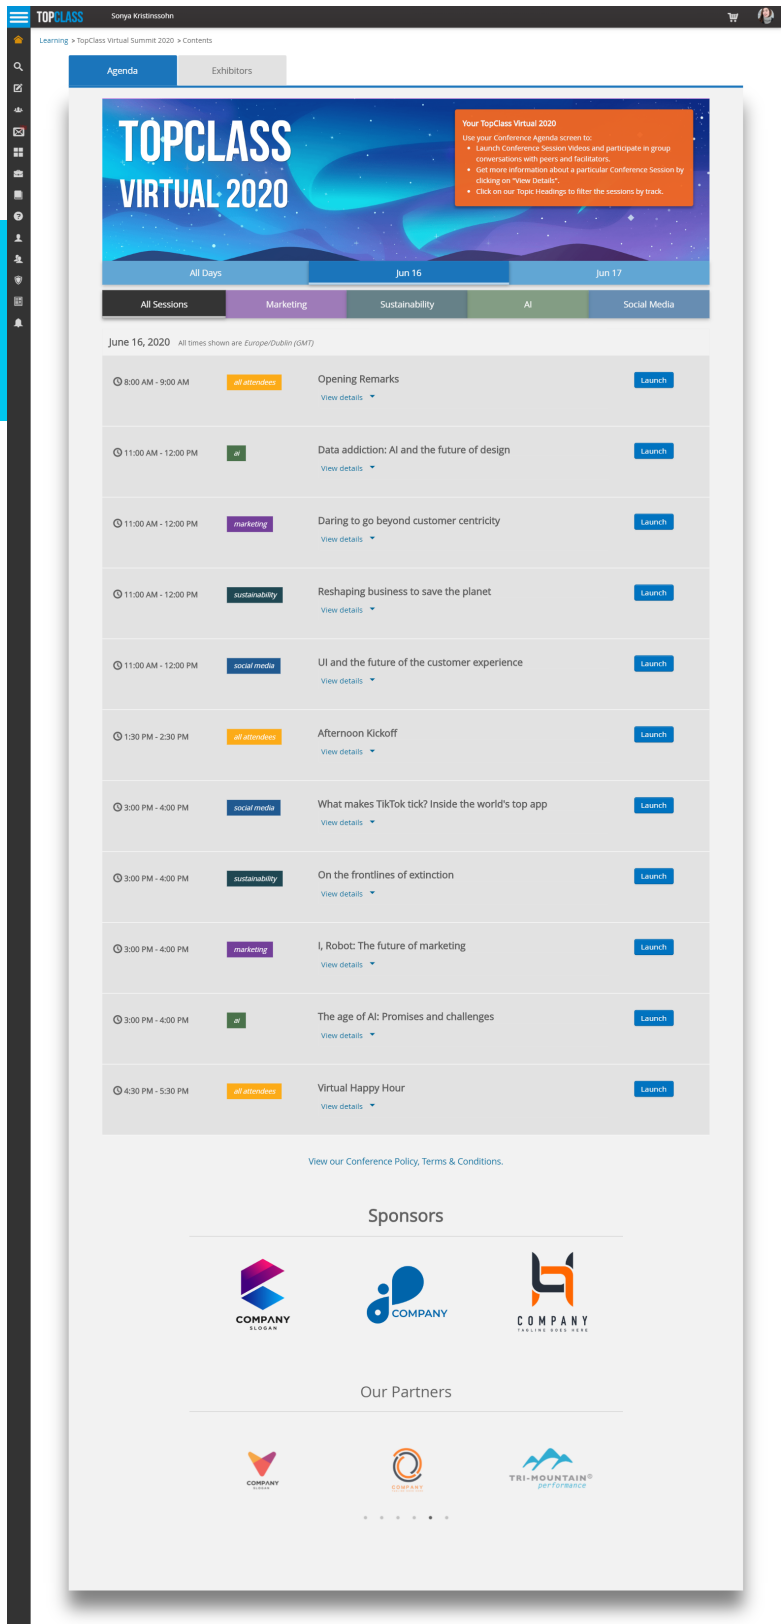 TOPCLASS
Sonya Kristinssohn
Learning > TopClass Virtual Summit 2020 > Contents
Agenda
Exhibitors
TOPCLASS
VIRTUAL 2020
Your TopClass Virtual 2020
Use your Conference Agenda screen to:
• Launch Conference Session Videos and participate in group
conversations with peers and facilitators.
• Get more information about a particular Conference Session by
clicking on "View Details".
• Click on our Topic Headings to filter the sessions by track.
All Days
Jun 16
Jun 17
All Sessions
Marketing
Sustainability
AI
Social Media
June 16, 2020 All times shown are Europe/Dublin (GMT)
8:00 AM - 9:00 AM all attendees Opening Remarks Launch
View details
11:00 AM - 12:00 PM ai Data addiction: AI and the future of design Launch
View details
11:00 AM - 12:00 PM marketing Daring to go beyond customer centricity Launch
View details
11:00 AM - 12:00 PM sustainability Reshaping business to save the planet Launch
View details
11:00 AM - 12:00 PM social media UI and the future of the customer experience Launch
View details
1:30 PM - 2:30 PM all attendees Afternoon Kickoff Launch
View details
3:00 PM - 4:00 PM social media What makes TikTok tick? Inside the world's top app Launch
View details
3:00 PM - 4:00 PM sustainability On the frontlines of extinction Launch
View details
3:00 PM - 4:00 PM marketing I, Robot: The future of marketing Launch
View details
3:00 PM - 4:00 PM ai The age of AI: Promises and challenges Launch
View details
4:30 PM - 5:30 PM all attendees Virtual Happy Hour Launch
View details
View our Conference Policy, Terms & Conditions.
Sponsors
COMPANY
SLOGAN
COMPANY
COMPANY
TAGLINE GOES HERE
Our Partners
COMPANY
SLOGAN
COMPANY
TRI-MOUNTAIN®
performance